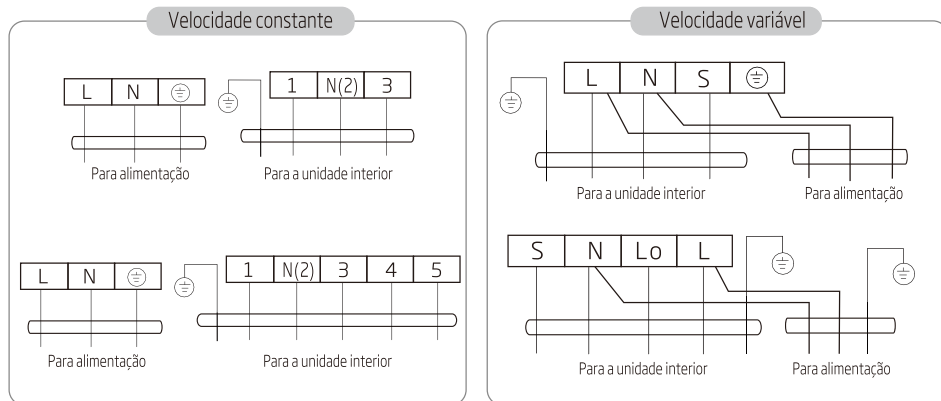 Velocidade constante
L N 1 N(2) 3
Para alimentação Para a unidade interior
L N 1 N(2) 3 4 5
Para alimentação Para a unidade interior
Velocidade variável
L N S
Para a unidade interior Para alimentação
S N Lo L
Para a unidade interior Para alimentação